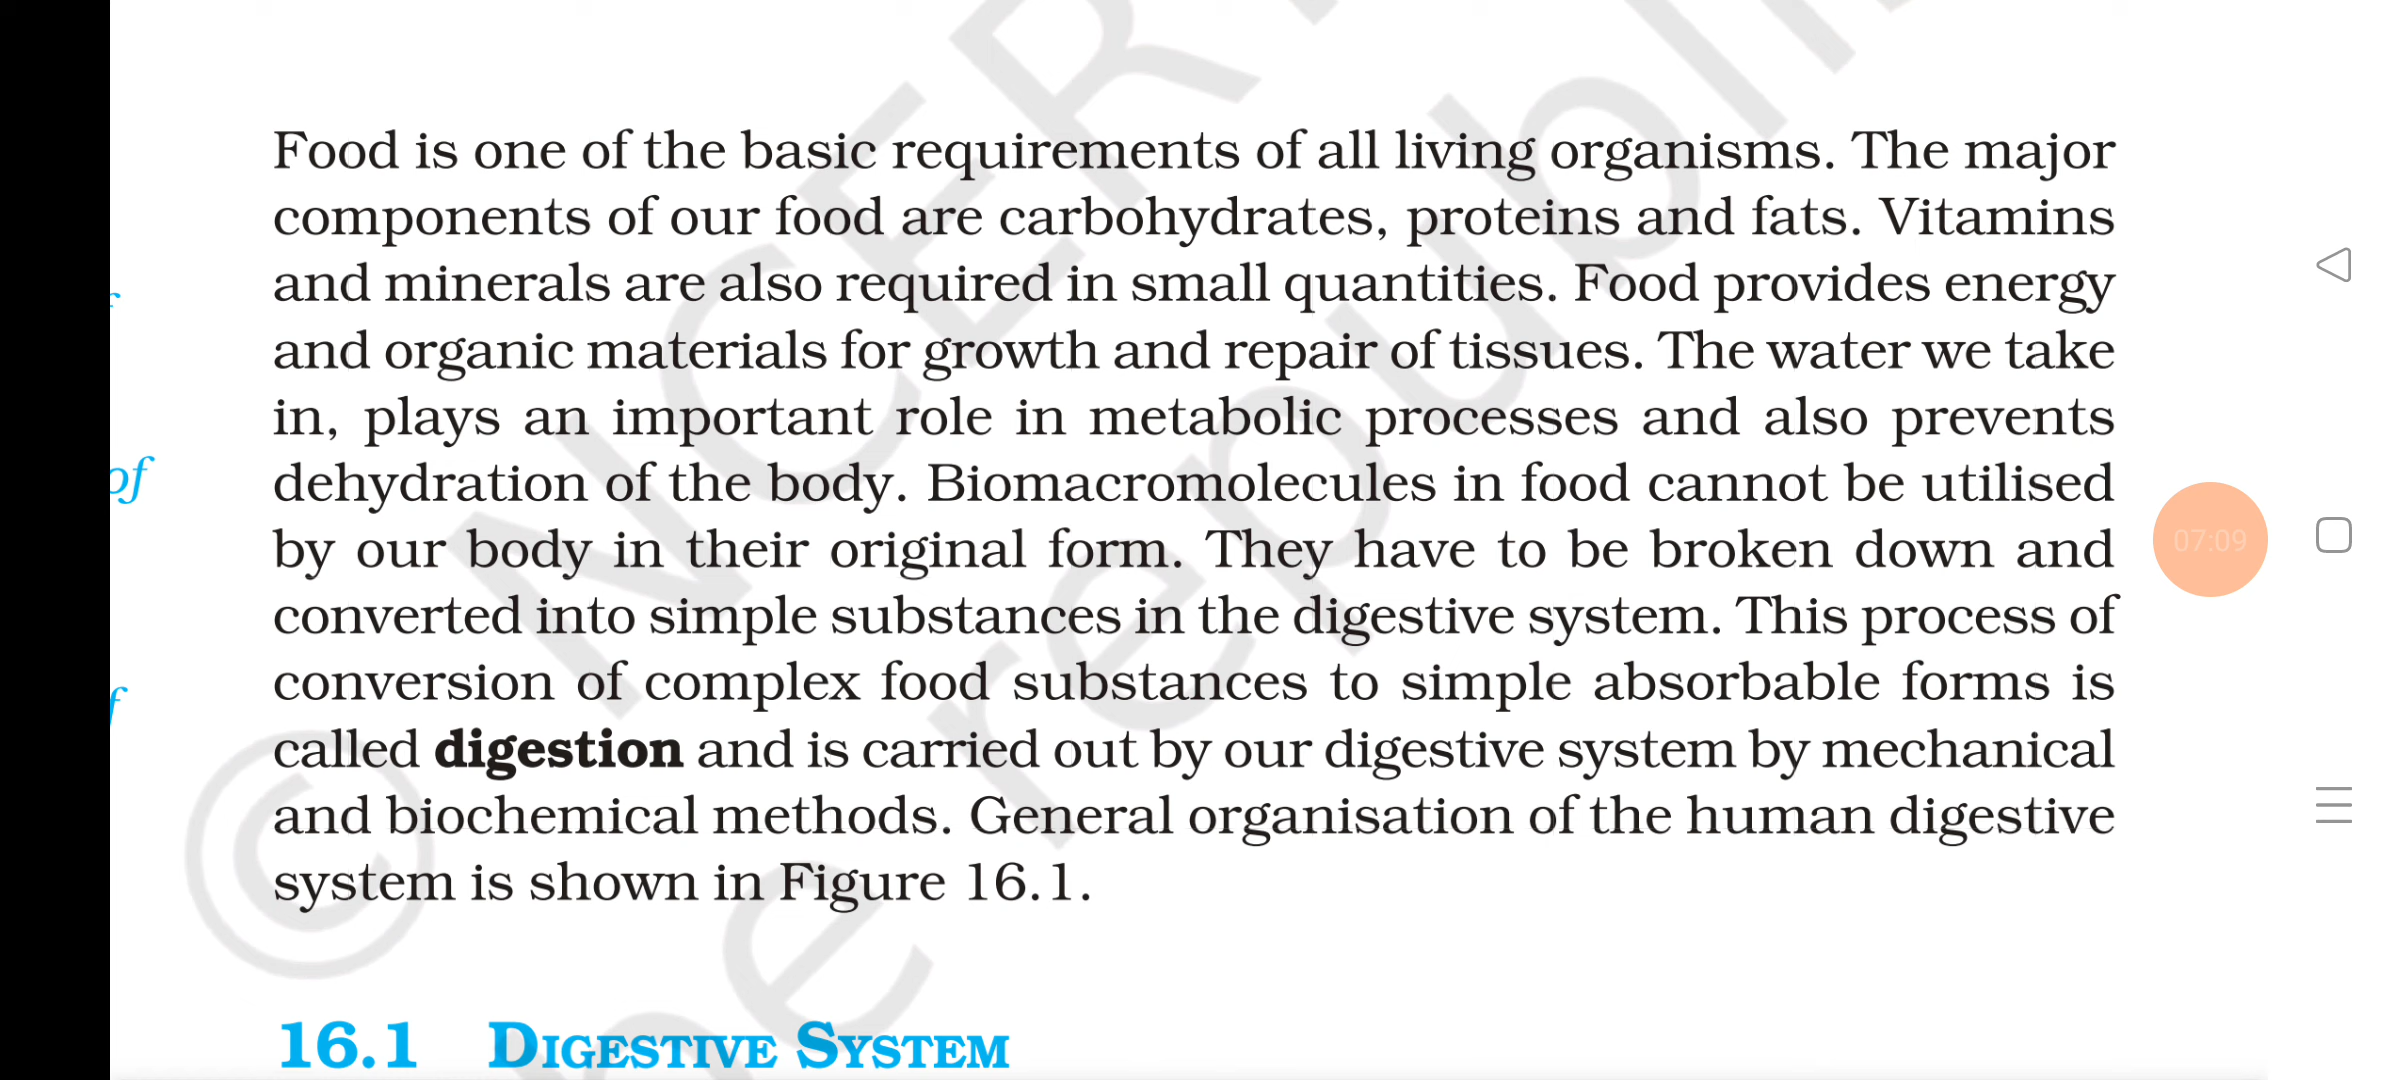 Food is one of the basic requirements of all living organisms. The major
components of our food are carbohydrates, proteins and fats. Vitamins
and minerals are also required in small quantities. Food provides energy
and organic materials for growth and repair of tissues. The water we take
in, plays an important role in metabolic processes and also prevents
of
dehydration of the body. Biomacromolecules in food cannot be utilised
by our body in their original form. They have to be broken down and
07:09
converted into simple substances in the digestive system. This process of
conversion of complex food substances to simple absorbable forms is
f
called digestion and is carried out by our digestive system by mechanical
and biochemical methods. General organisation of the human digestive
system is shown in Figure 16.1.
16.1 DIGESTIVE SYSTEM
© NCER
e republi